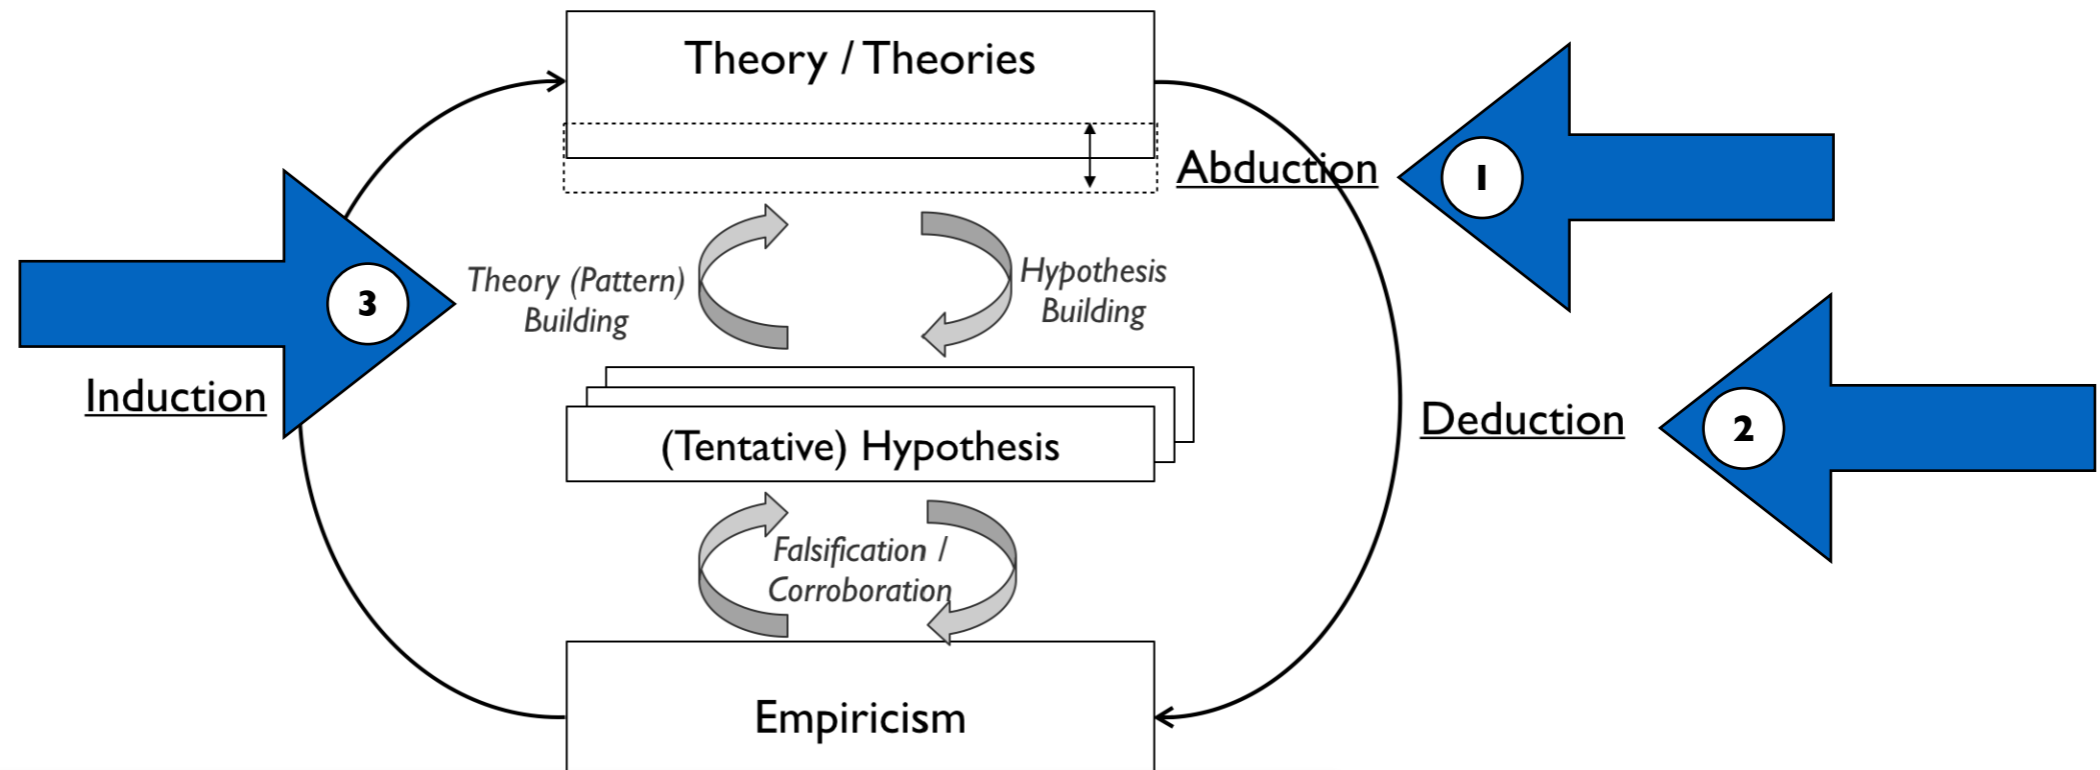 Theory / Theories
Abduction
1
Theory (Pattern)
Building
3
Hypothesis
Building
Induction
(Tentative) Hypothesis
Deduction
2
Falsification /
Corroboration
Empiricism